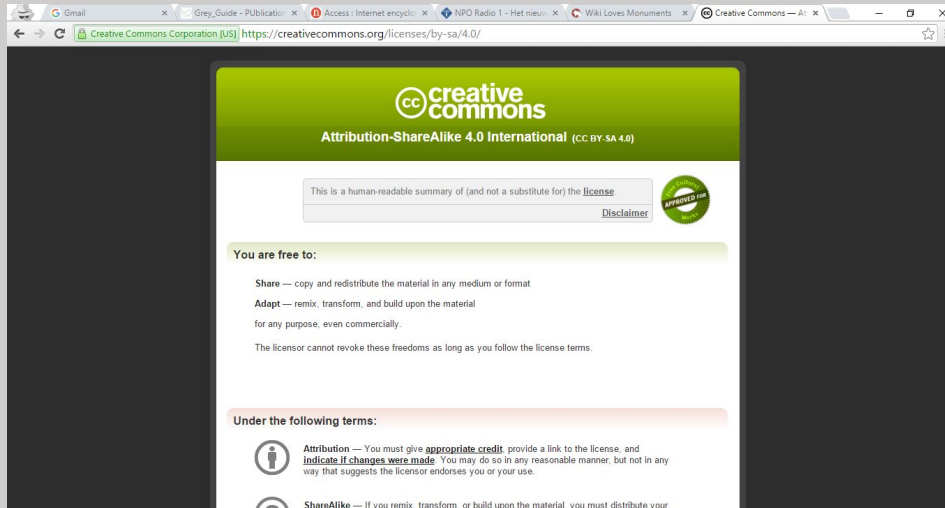 Gmail
Grey_Guide - PUblication
Access : Internet encyclop
NPO Radio 1 - Het nieuw
Wiki Loves Monuments
Creative Commons — At
Creative Commons Corporation [US]
https://creativecommons.org/licenses/by-sa/4.0/
cc creative commons
Attribution-ShareAlike 4.0 International (CC BY-SA 4.0)
This is a human-readable summary of (and not a substitute for) the license.
Disclaimer
Free Cultural
APPROVED FOR
Works
You are free to:
Share — copy and redistribute the material in any medium or format
Adapt — remix, transform, and build upon the material
for any purpose, even commercially.
The licensor cannot revoke these freedoms as long as you follow the license terms.
Under the following terms:
Attribution — You must give appropriate credit, provide a link to the license, and
indicate if changes were made. You may do so in any reasonable manner, but not in any
way that suggests the licensor endorses you or your use.
ShareAlike — If you remix, transform, or build upon the material, you must distribute your